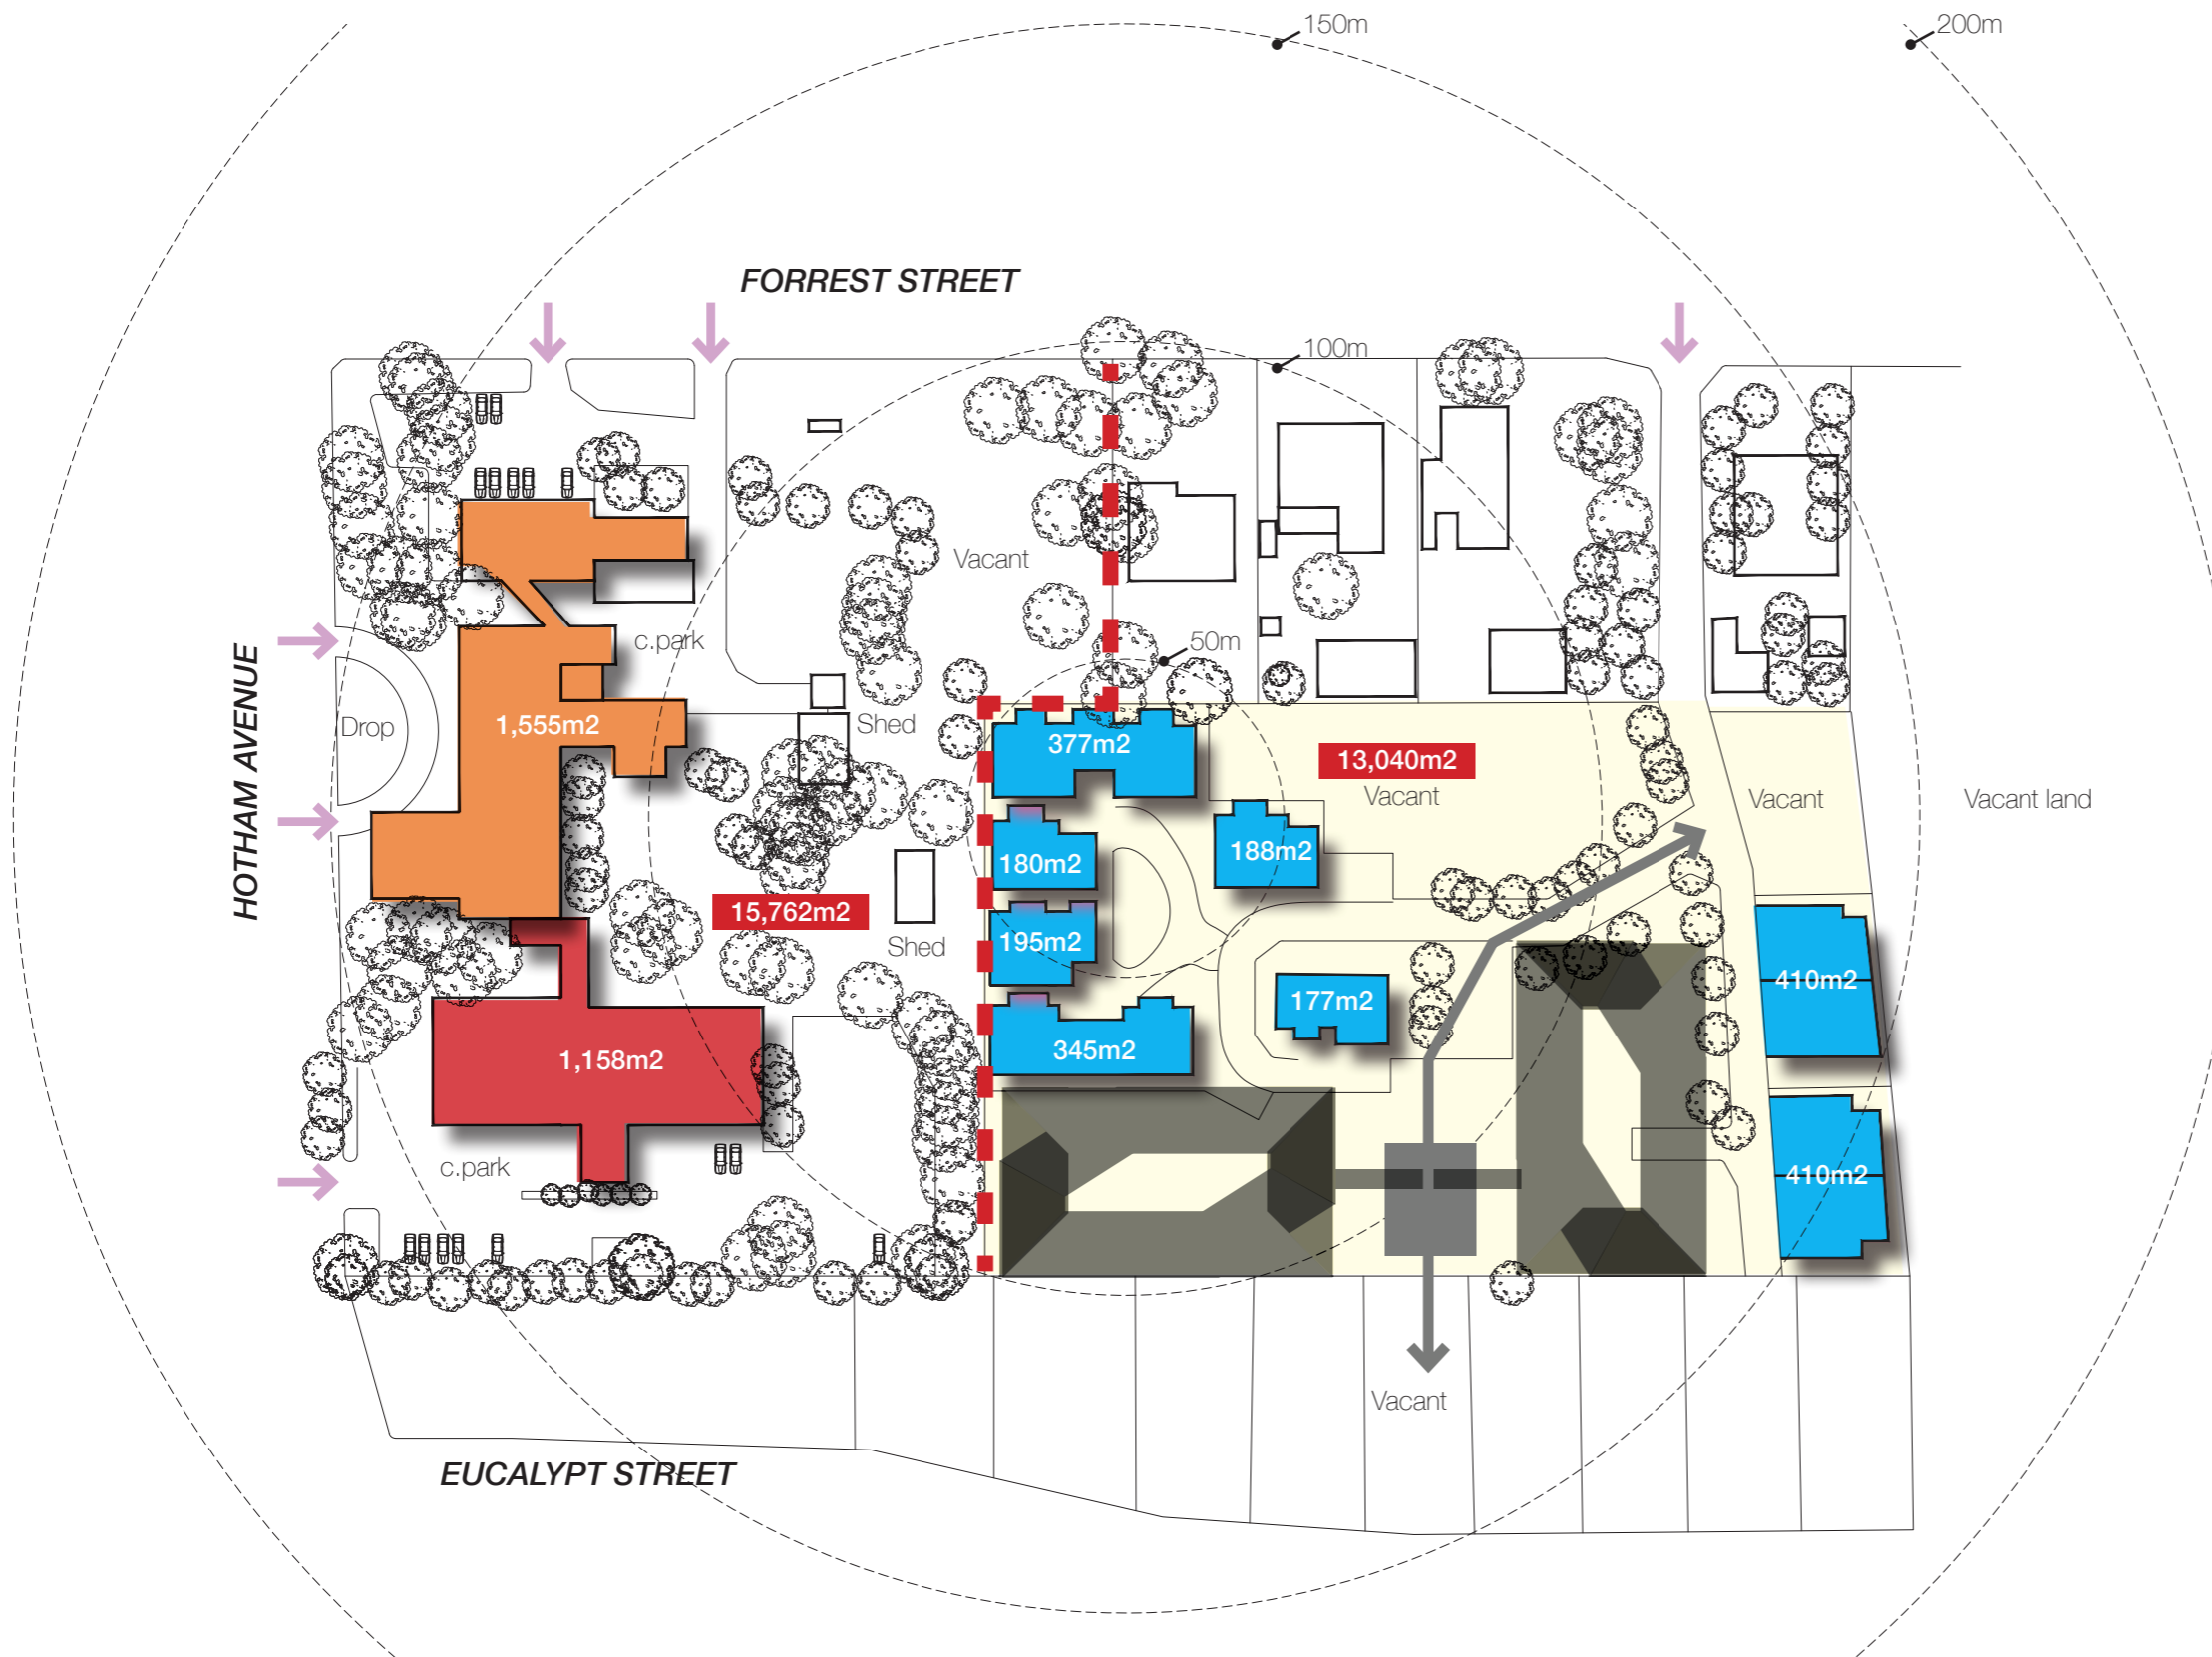 150m
200m
FORREST STREET
100m
Vacant
c.park
50m
HOTHAM AVENUE
Drop
1,555m2
Shed
377m2
13,040m2
Vacant
Vacant
Vacant land
180m2
188m2
15,762m2
195m2
Shed
410m2
177m2
345m2
1,158m2
c.park
410m2
Vacant
EUCALYPT STREET